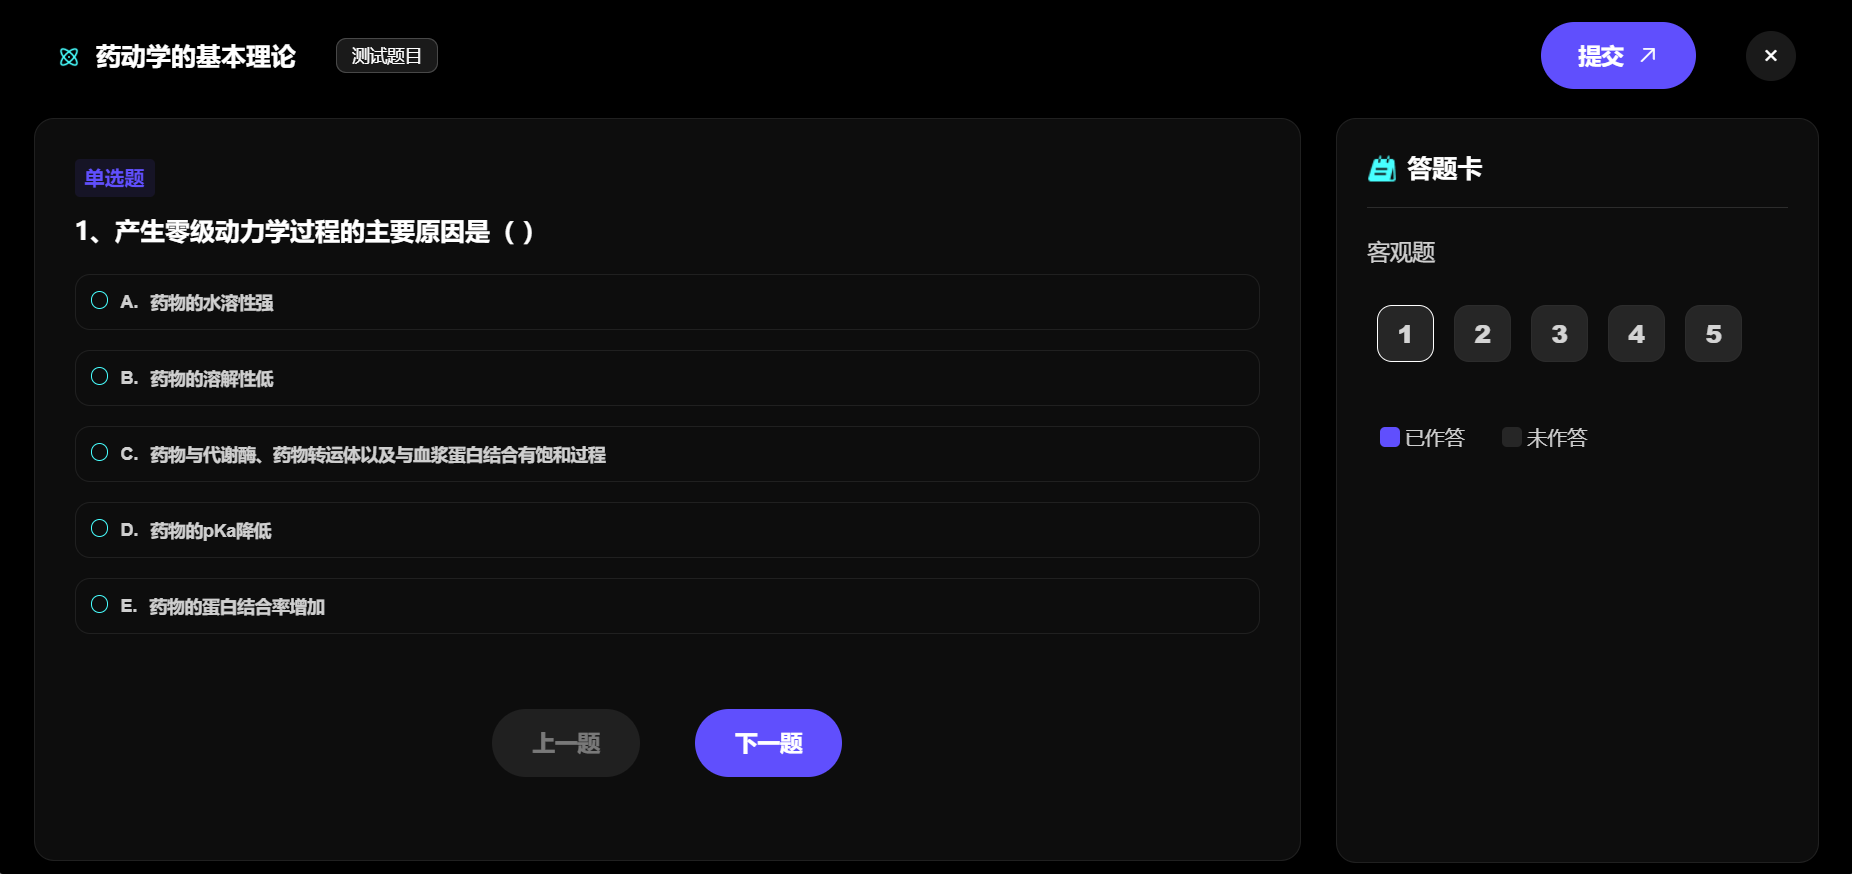 药动学的基本理论
测试题目
提交
单选题
1、产生零级动力学过程的主要原因是（ ）
A. 药物的水溶性强
B. 药物的溶解性低
C. 药物与代谢酶、药物转运体以及与血浆蛋白结合有饱和过程
D. 药物的pKa降低
E. 药物的蛋白结合率增加
上一题
下一题
答题卡
客观题
1 2 3 4 5
已作答 未作答